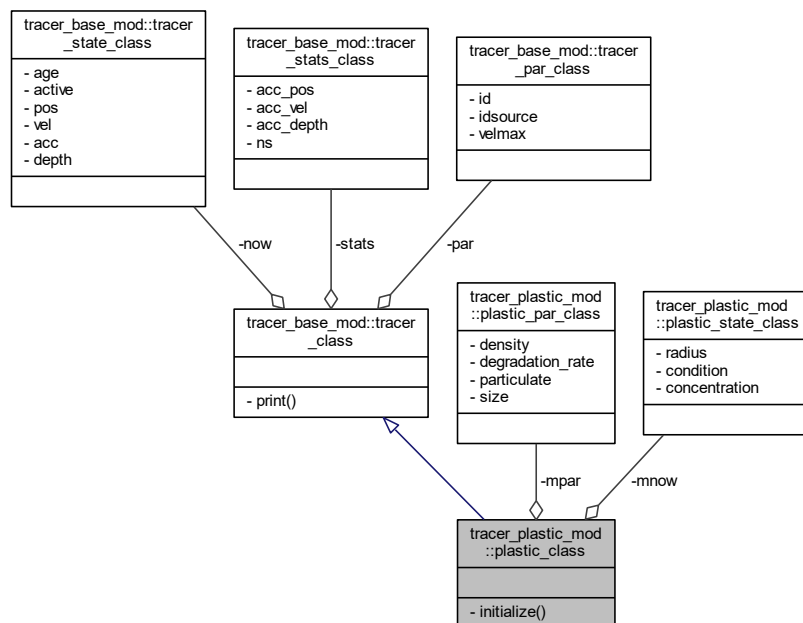 tracer_base_mod::tracer
_state_class
- age
- active
- pos
- vel
- acc
- depth
tracer_base_mod::tracer
_stats_class
- acc_pos
- acc_vel
- acc_depth
- ns
tracer_base_mod::tracer
_par_class
- id
- idsource
- velmax
-now
-stats
-par
tracer_base_mod::tracer
_class
- print()
tracer_plastic_mod
::plastic_par_class
- density
- degradation_rate
- particulate
- size
tracer_plastic_mod
::plastic_state_class
- radius
- condition
- concentration
-mpar
-mnow
tracer_plastic_mod
::plastic_class
- initialize()